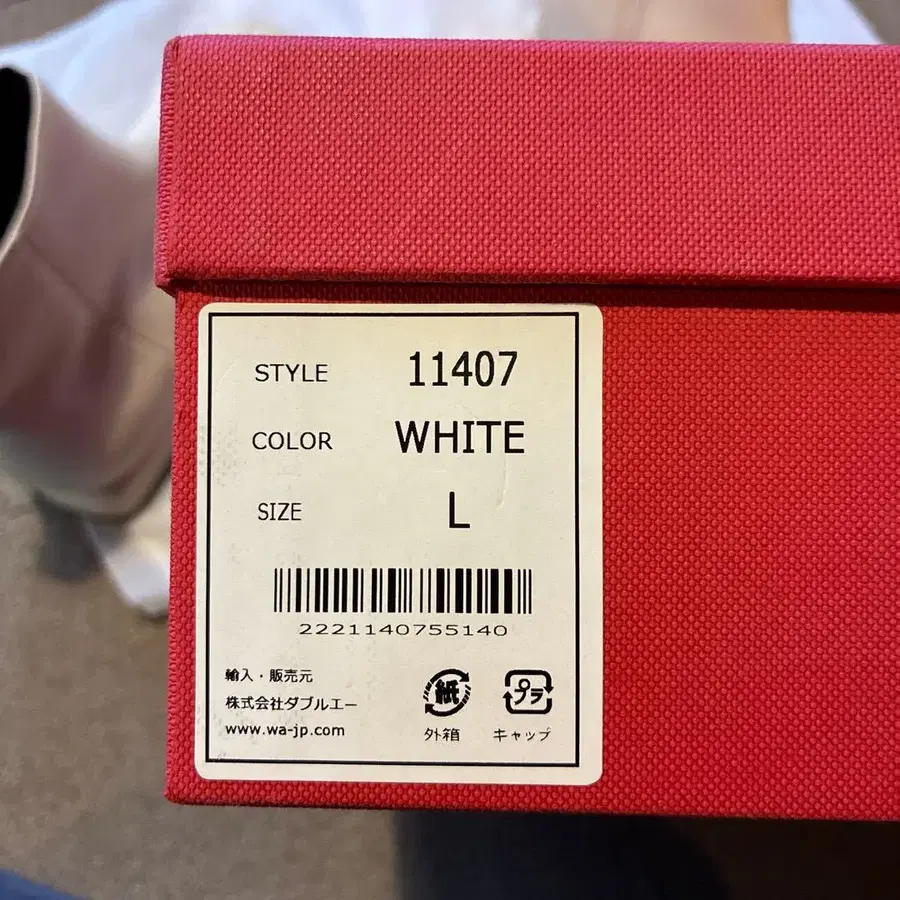 STYLE 11407
COLOR WHITE
SIZE L
2221140755140
輸入・販売元
株式会社ダブルエー
www.wa-jp.com
紙
外箱
プラ
キャップ